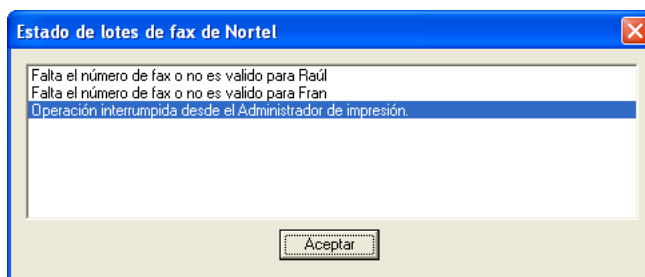 Estado de lotes de fax de Nortel
Falta el número de fax o no es valido para Raúl
Falta el número de fax o no es valido para Fran
Operación interrumpida desde el Administrador de impresión.
Aceptar